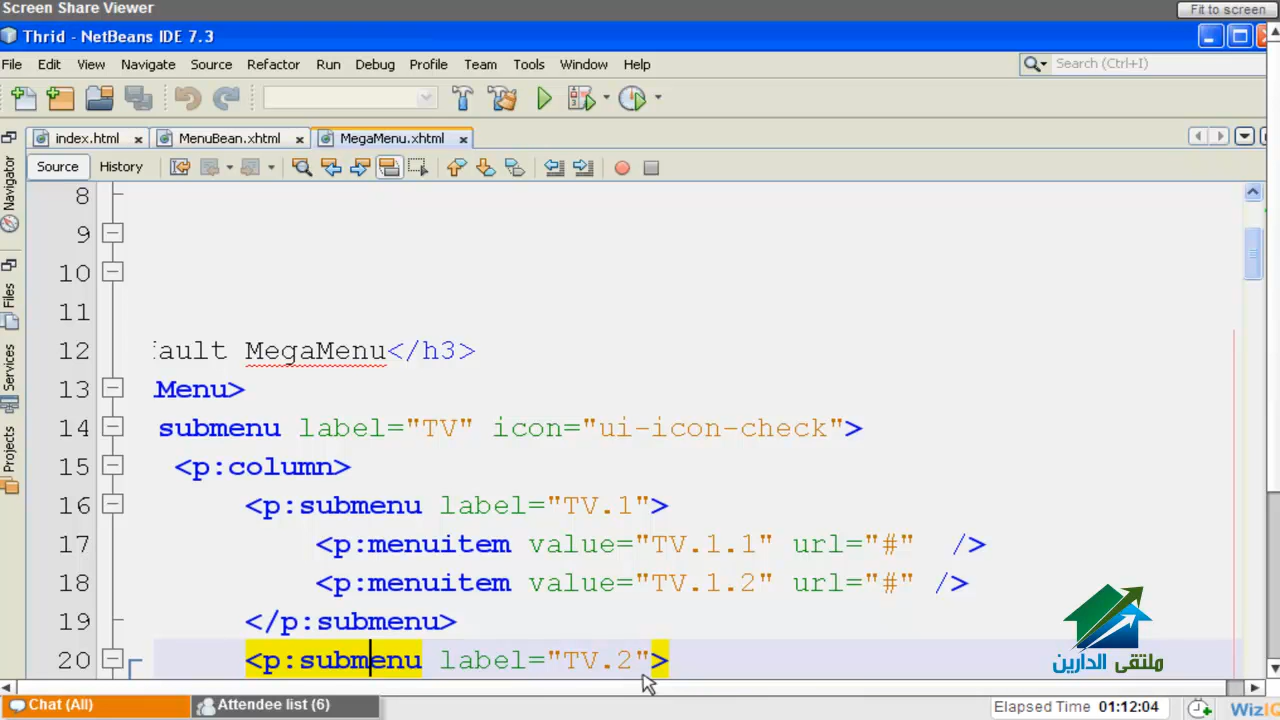 Screen Share Viewer
Fit to screen
Thrid - NetBeans IDE 7.3
File Edit View Navigate Source Refactor Run Debug Profile Team Tools Window Help
Search (Ctrl+I)
index.html MenuBean.xhtml MegaMenu.xhtml
Source History
Navigator
Files
Services
Projects
8
9
10
11
12 ault MegaMenu</h3>
13 Menu>
14 submenu label="TV" icon="ui-icon-check">
15 <p:column>
16 <p:submenu label="TV.1">
17 <p:menuitem value="TV.1.1" url="#" />
18 <p:menuitem value="TV.1.2" url="#" />
19 </p:submenu>
20 <p:submenu label="TV.2">
ملتقى الدارين
Chat (All) Attendee list (6) Elapsed Time 01:12:04 WizIQ